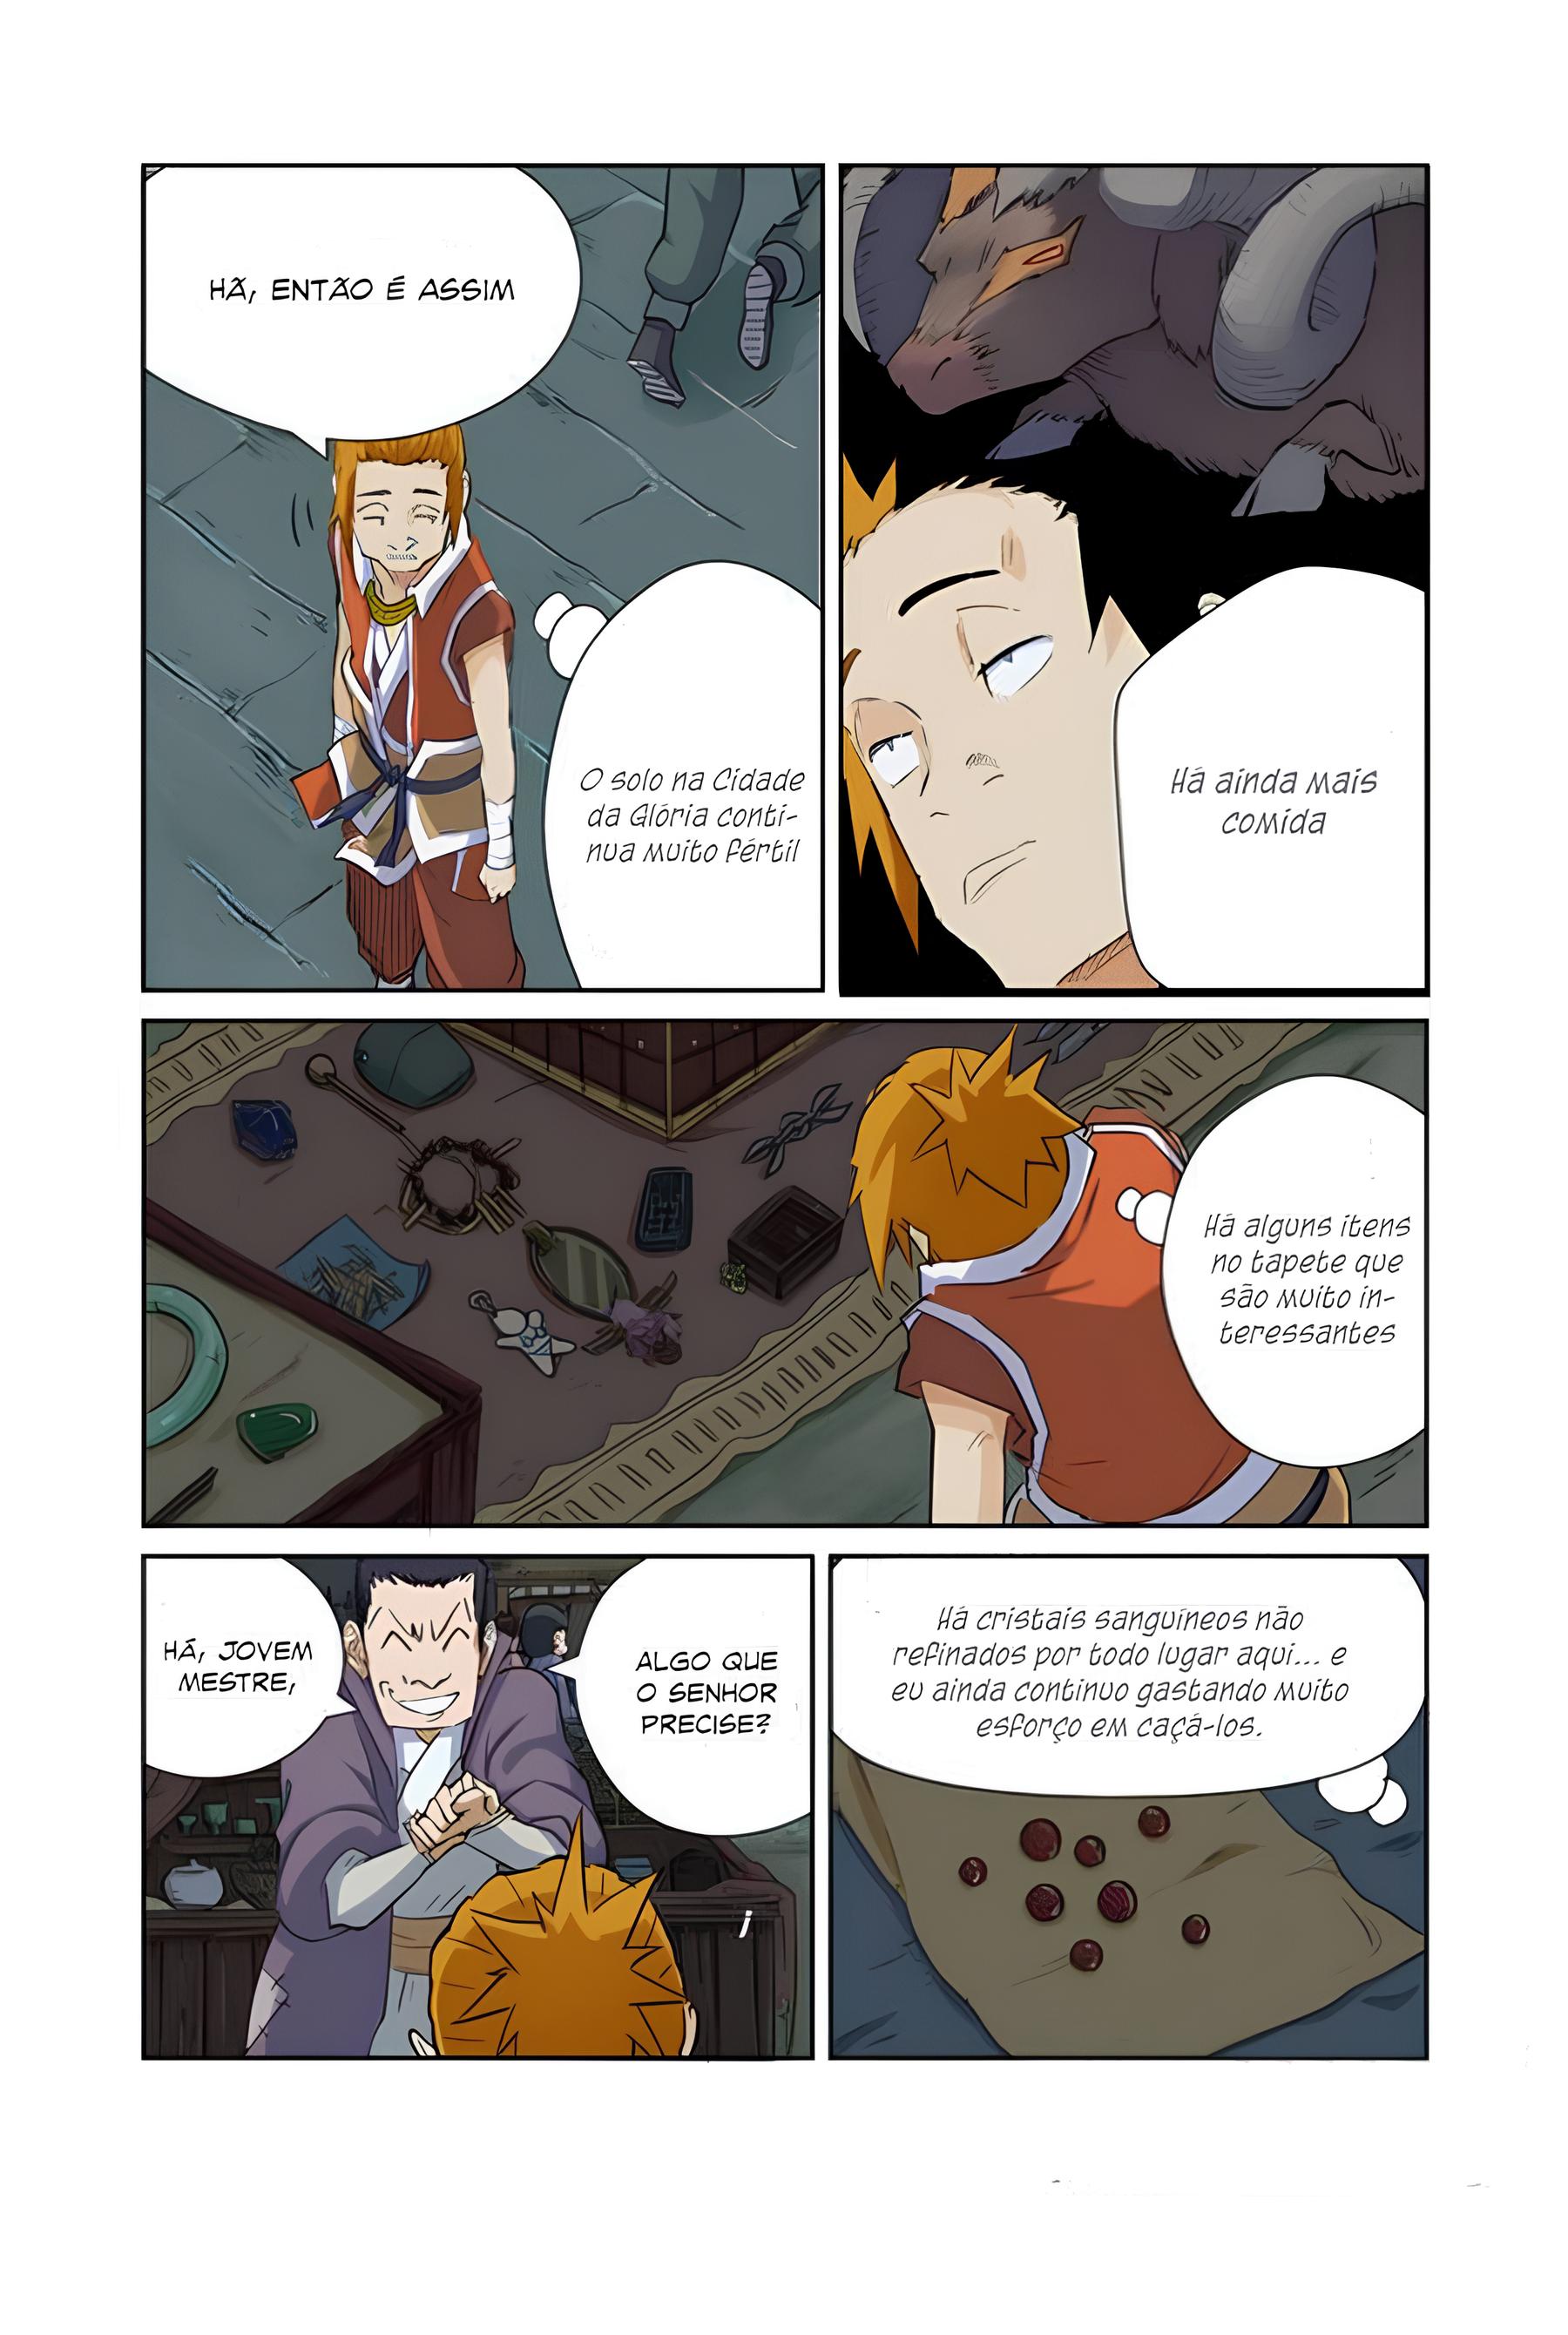 HÃ, ENTÃO É ASSIM
O solo na Cidade
da Glória conti-
nua muito fértil
Há ainda mais
comida
Há alguns itens
no tapete que
são muito in-
teressantes
HÁ, JOVEM
MESTRE,
ALGO QUE
O SENHOR
PRECISE?
Há cristais sanguíneos não
refinados por todo lugar aqui... e
eu ainda continuo gastando muito
esforço em caçá-los.